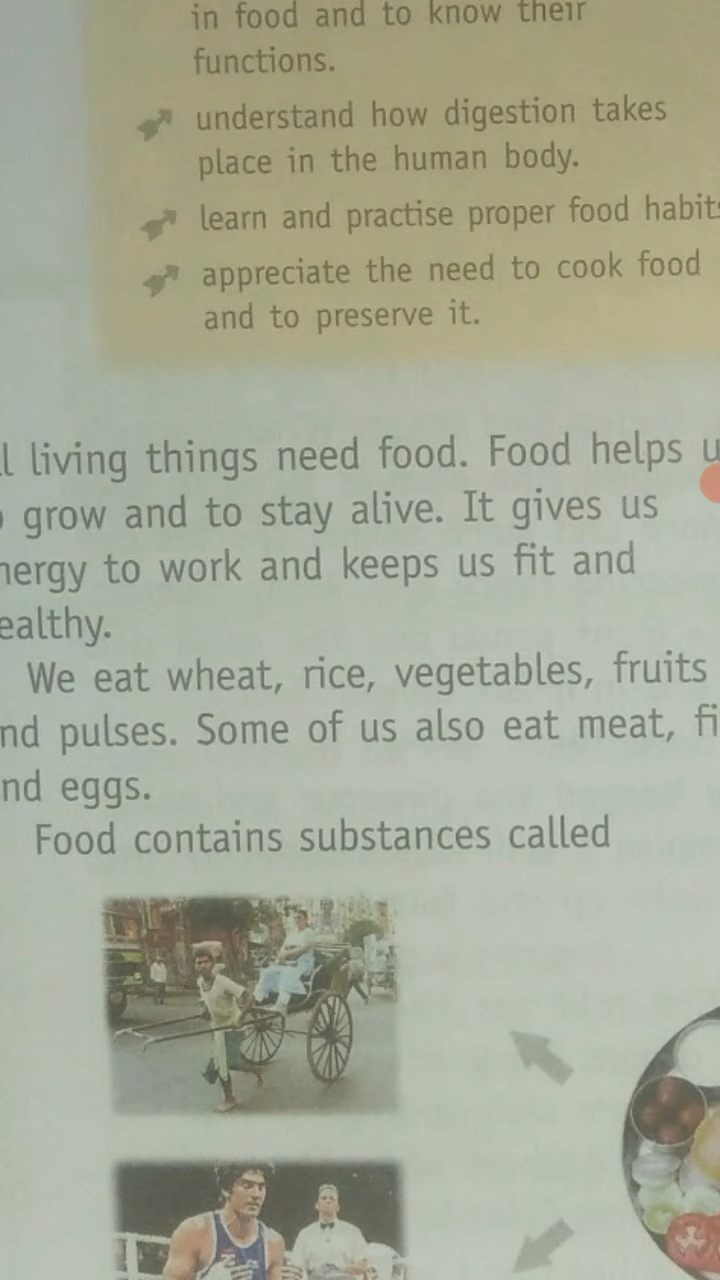 in food and to know their
functions.
understand how digestion takes
place in the human body.
learn and practise proper food habits
appreciate the need to cook food
and to preserve it.
living things need food. Food helps
grow and to stay alive. It gives us
nergy to work and keeps us fit and
ealthy.
We eat wheat, rice, vegetables, fruits
nd pulses. Some of us also eat meat, fi
nd eggs.
Food contains substances called